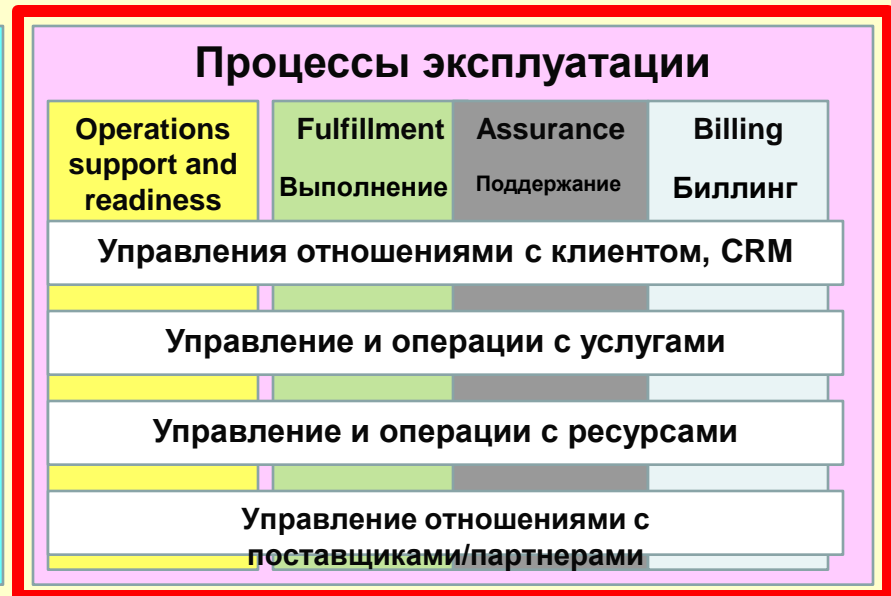 Процессы эксплуатации
Operations
support and
readiness
Fulfillment
Выполнение
Assurance
Поддержание
Billing
Биллинг
Управления отношениями с клиентом, CRM
Управление и операции с услугами
Управление и операции с ресурсами
Управление отношениями с
поставщиками/партнерами